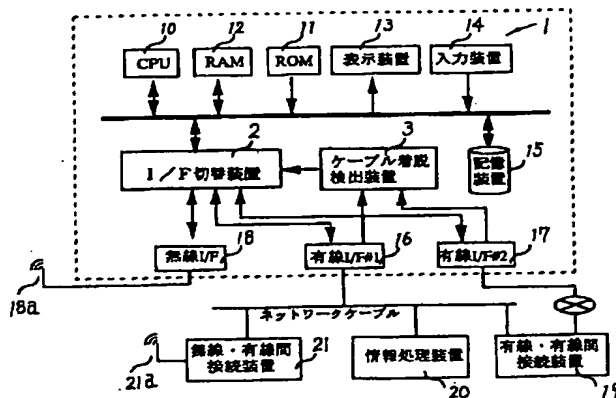 10
12
11
13
14
1
CPU
RAM
ROM
表示装置
入力装置
2
3
I／F切替装置
ケーブル着脱
検出装置
記憶
装置
15
無線I/F
18
有線I/F#1
16
有線I/F#2
17
18a
ネットワークケーブル
無線・有線間
接続装置
21
21a
情報処理装置
20
有線・有線間
接続装置
19